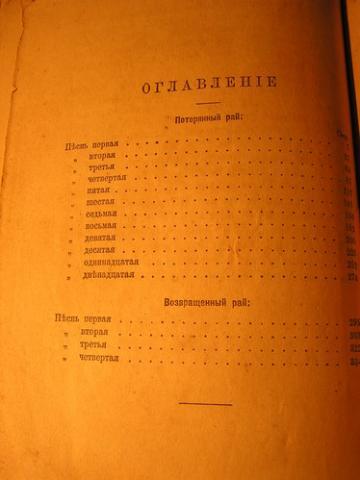 ОГЛАВЛЕНІЕ
Потерянный рай:
Пѣснь первая
„ вторая
„ третья
„ четвертая
„ пятая
„ шестая
„ седьмая
„ восьмая
„ девятая
„ десятая
„ одиннадцатая
„ двѣнадцатая
Возвращенный рай:
Пѣснь первая
„ вторая
„ третья
„ четвертая